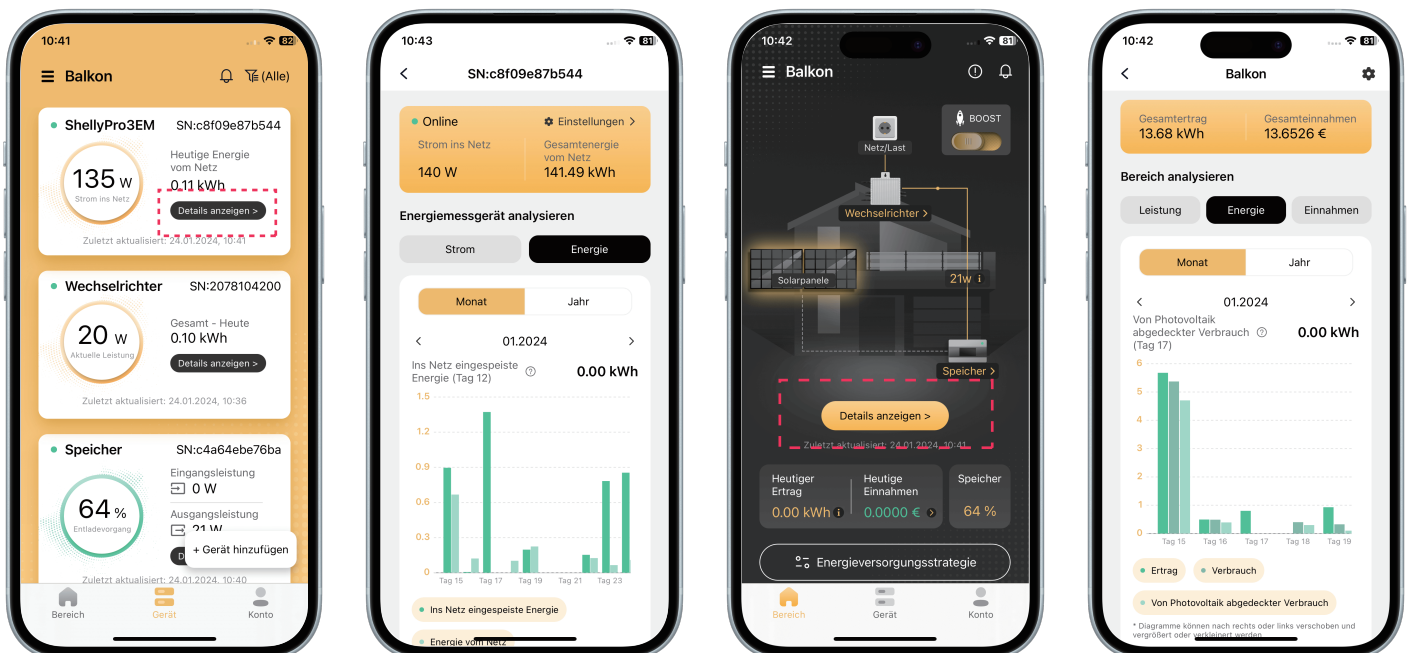 10:41
82
Balkon
(Alle)
ShellyPro3EM SN:c8f09e87b544
135 W
Strom ins Netz
Heutige Energie
vom Netz
0.11 kWh
Details anzeigen >
Zuletzt aktualisiert: 24.01.2024, 10:41
Wechselrichter SN:2078104200
20 W
Aktuelle Leistung
Gesamt - Heute
0.10 kWh
Details anzeigen >
Zuletzt aktualisiert: 24.01.2024, 10:36
Speicher SN:c4a64ebe76ba
64 %
Entladevorgang
Eingangsleistung
0 W
Ausgangsleistung
21 W
D
+ Gerät hinzufügen
Zuletzt aktualisiert: 24.01.2024, 10:40
Bereich Gerät Konto
10:43
81
SN:c8f09e87b544
Online
Einstellungen >
Strom ins Netz
140 W
Gesamtenergie
vom Netz
141.49 kWh
Energiemessgerät analysieren
Strom Energie
Monat Jahr
< 01.2024 >
Ins Netz eingespeiste
Energie (Tag 12)
0.00 kWh
1.5
1.2
0.9
0.6
0.3
0
Tag 15 Tag 17 Tag 19 Tag 21 Tag 23
Ins Netz eingespeiste Energie
Energie vom Netz
10:42
81
Balkon
BOOST
Netz/Last
Wechselrichter >
Solarpanele
21w i
Speicher >
Details anzeigen >
Zuletzt aktualisiert: 24.01.2024, 10:41
Heutiger
Ertrag
0.00 kWh
Heutige
Einnahmen
0.0000 €
Speicher
64 %
Energieversorgungsstrategie
Bereich Gerät Konto
10:42
81
Balkon
Gesamtertrag
13.68 kWh
Gesamteinnahmen
13.6526 €
Bereich analysieren
Leistung Energie Einnahmen
Monat Jahr
< 01.2024 >
Von Photovoltaik
abgedeckter Verbrauch
(Tag 17)
0.00 kWh
6
5
4
3
2
1
0
Tag 15 Tag 16 Tag 17 Tag 18 Tag 19
Ertrag Verbrauch
Von Photovoltaik abgedeckter Verbrauch
* Diagramme können nach rechts oder links verschoben und
vergrößert oder verkleinert werden